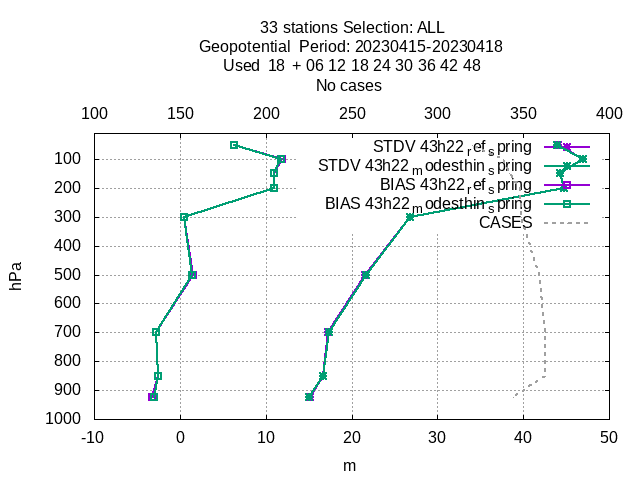 33 stations Selection: ALL
Geopotential Period: 20230415-20230418
Used 18 + 06 12 18 24 30 36 42 48
No cases
100 150 200 250 300 350 400
STDV 43h22_ref_spring
STDV 43h22_modesthin_spring
BIAS 43h22_ref_spring
BIAS 43h22_modesthin_spring
CASES
100
200
300
400
500
600
700
800
900
1000
hPa
-10 0 10 20 30 40 50
m